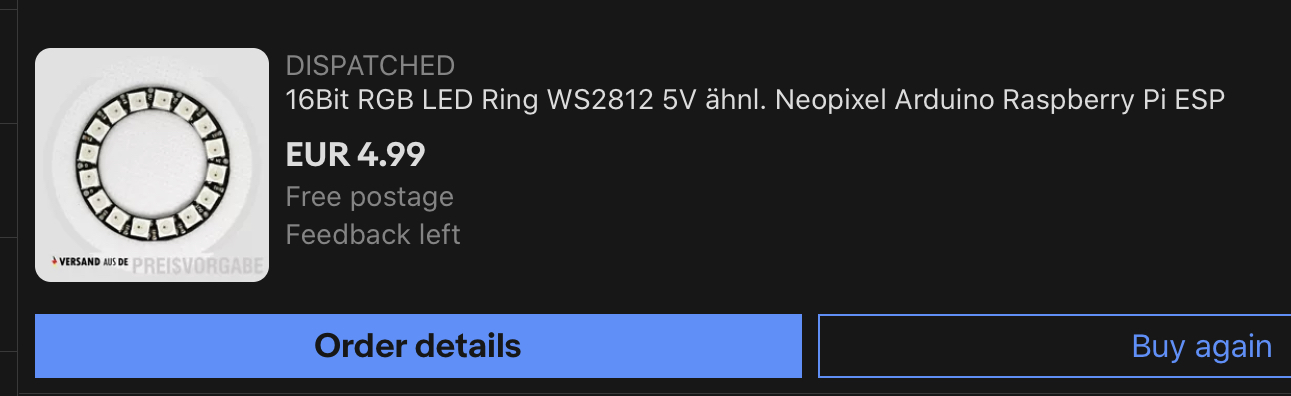 DISPATCHED
16Bit RGB LED Ring WS2812 5V ähnl. Neopixel Arduino Raspberry Pi ESP
EUR 4.99
Free postage
Feedback left
VERSAND AUS DE PREISVORGABE
Order details
Buy again